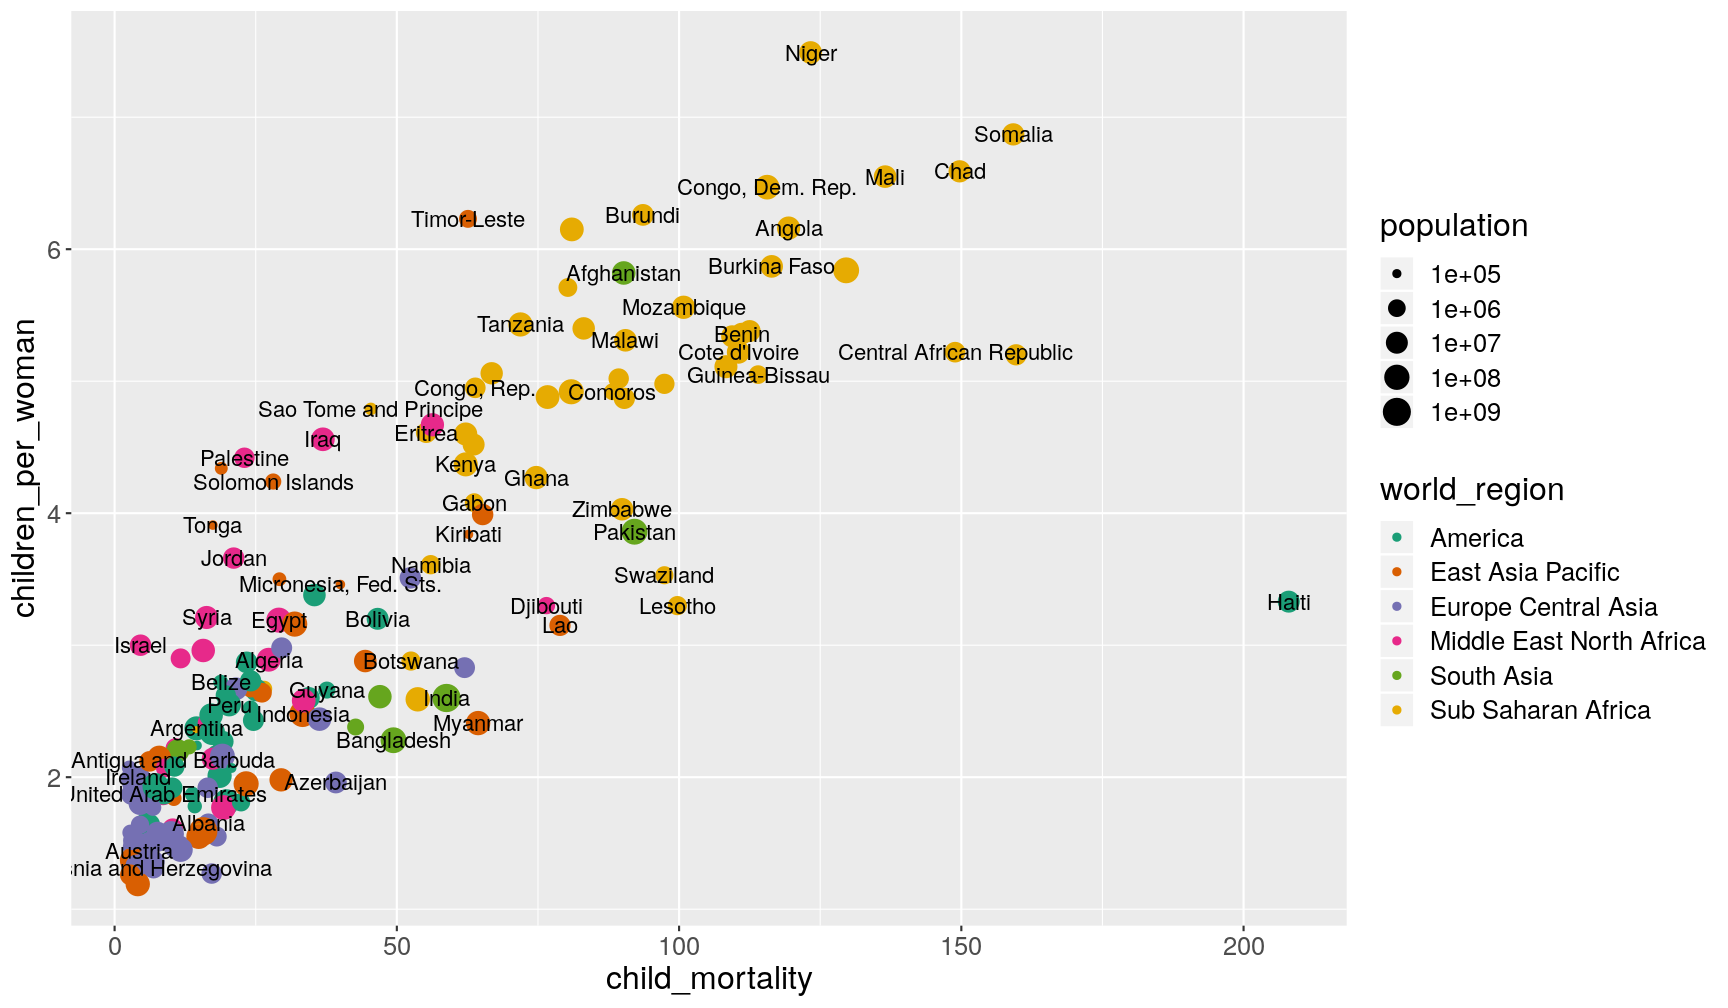 Niger
Somalia
Chad
Mali
Congo, Dem. Rep.
Burundi
Timor-Leste
Angola
Burkina Faso
Afghanistan
Mozambique
Tanzania
Benin
Malawi
Cote d'Ivoire
Central African Republic
Guinea-Bissau
Congo, Rep.
Comoros
Sao Tome and Principe
Eritrea
Iraq
Palestine
Kenya
Ghana
Solomon Islands
Gabon
Zimbabwe
Tonga
Kiribati
Pakistan
Jordan
Namibia
Swaziland
Micronesia, Fed. Sts.
Haiti
Djibouti
Lesotho
Syria
Egypt
Bolivia
Lao
Israel
Algeria
Botswana
Belize
Guyana
India
Peru
Indonesia
Myanmar
Argentina
Bangladesh
Antigua and Barbuda
Ireland
Azerbaijan
United Arab Emirates
Albania
Austria
snia and Herzegovina
6
4
2
0 50 100 150 200
child_mortality
children_per_woman
population
1e+05
1e+06
1e+07
1e+08
1e+09
world_region
America
East Asia Pacific
Europe Central Asia
Middle East North Africa
South Asia
Sub Saharan Africa